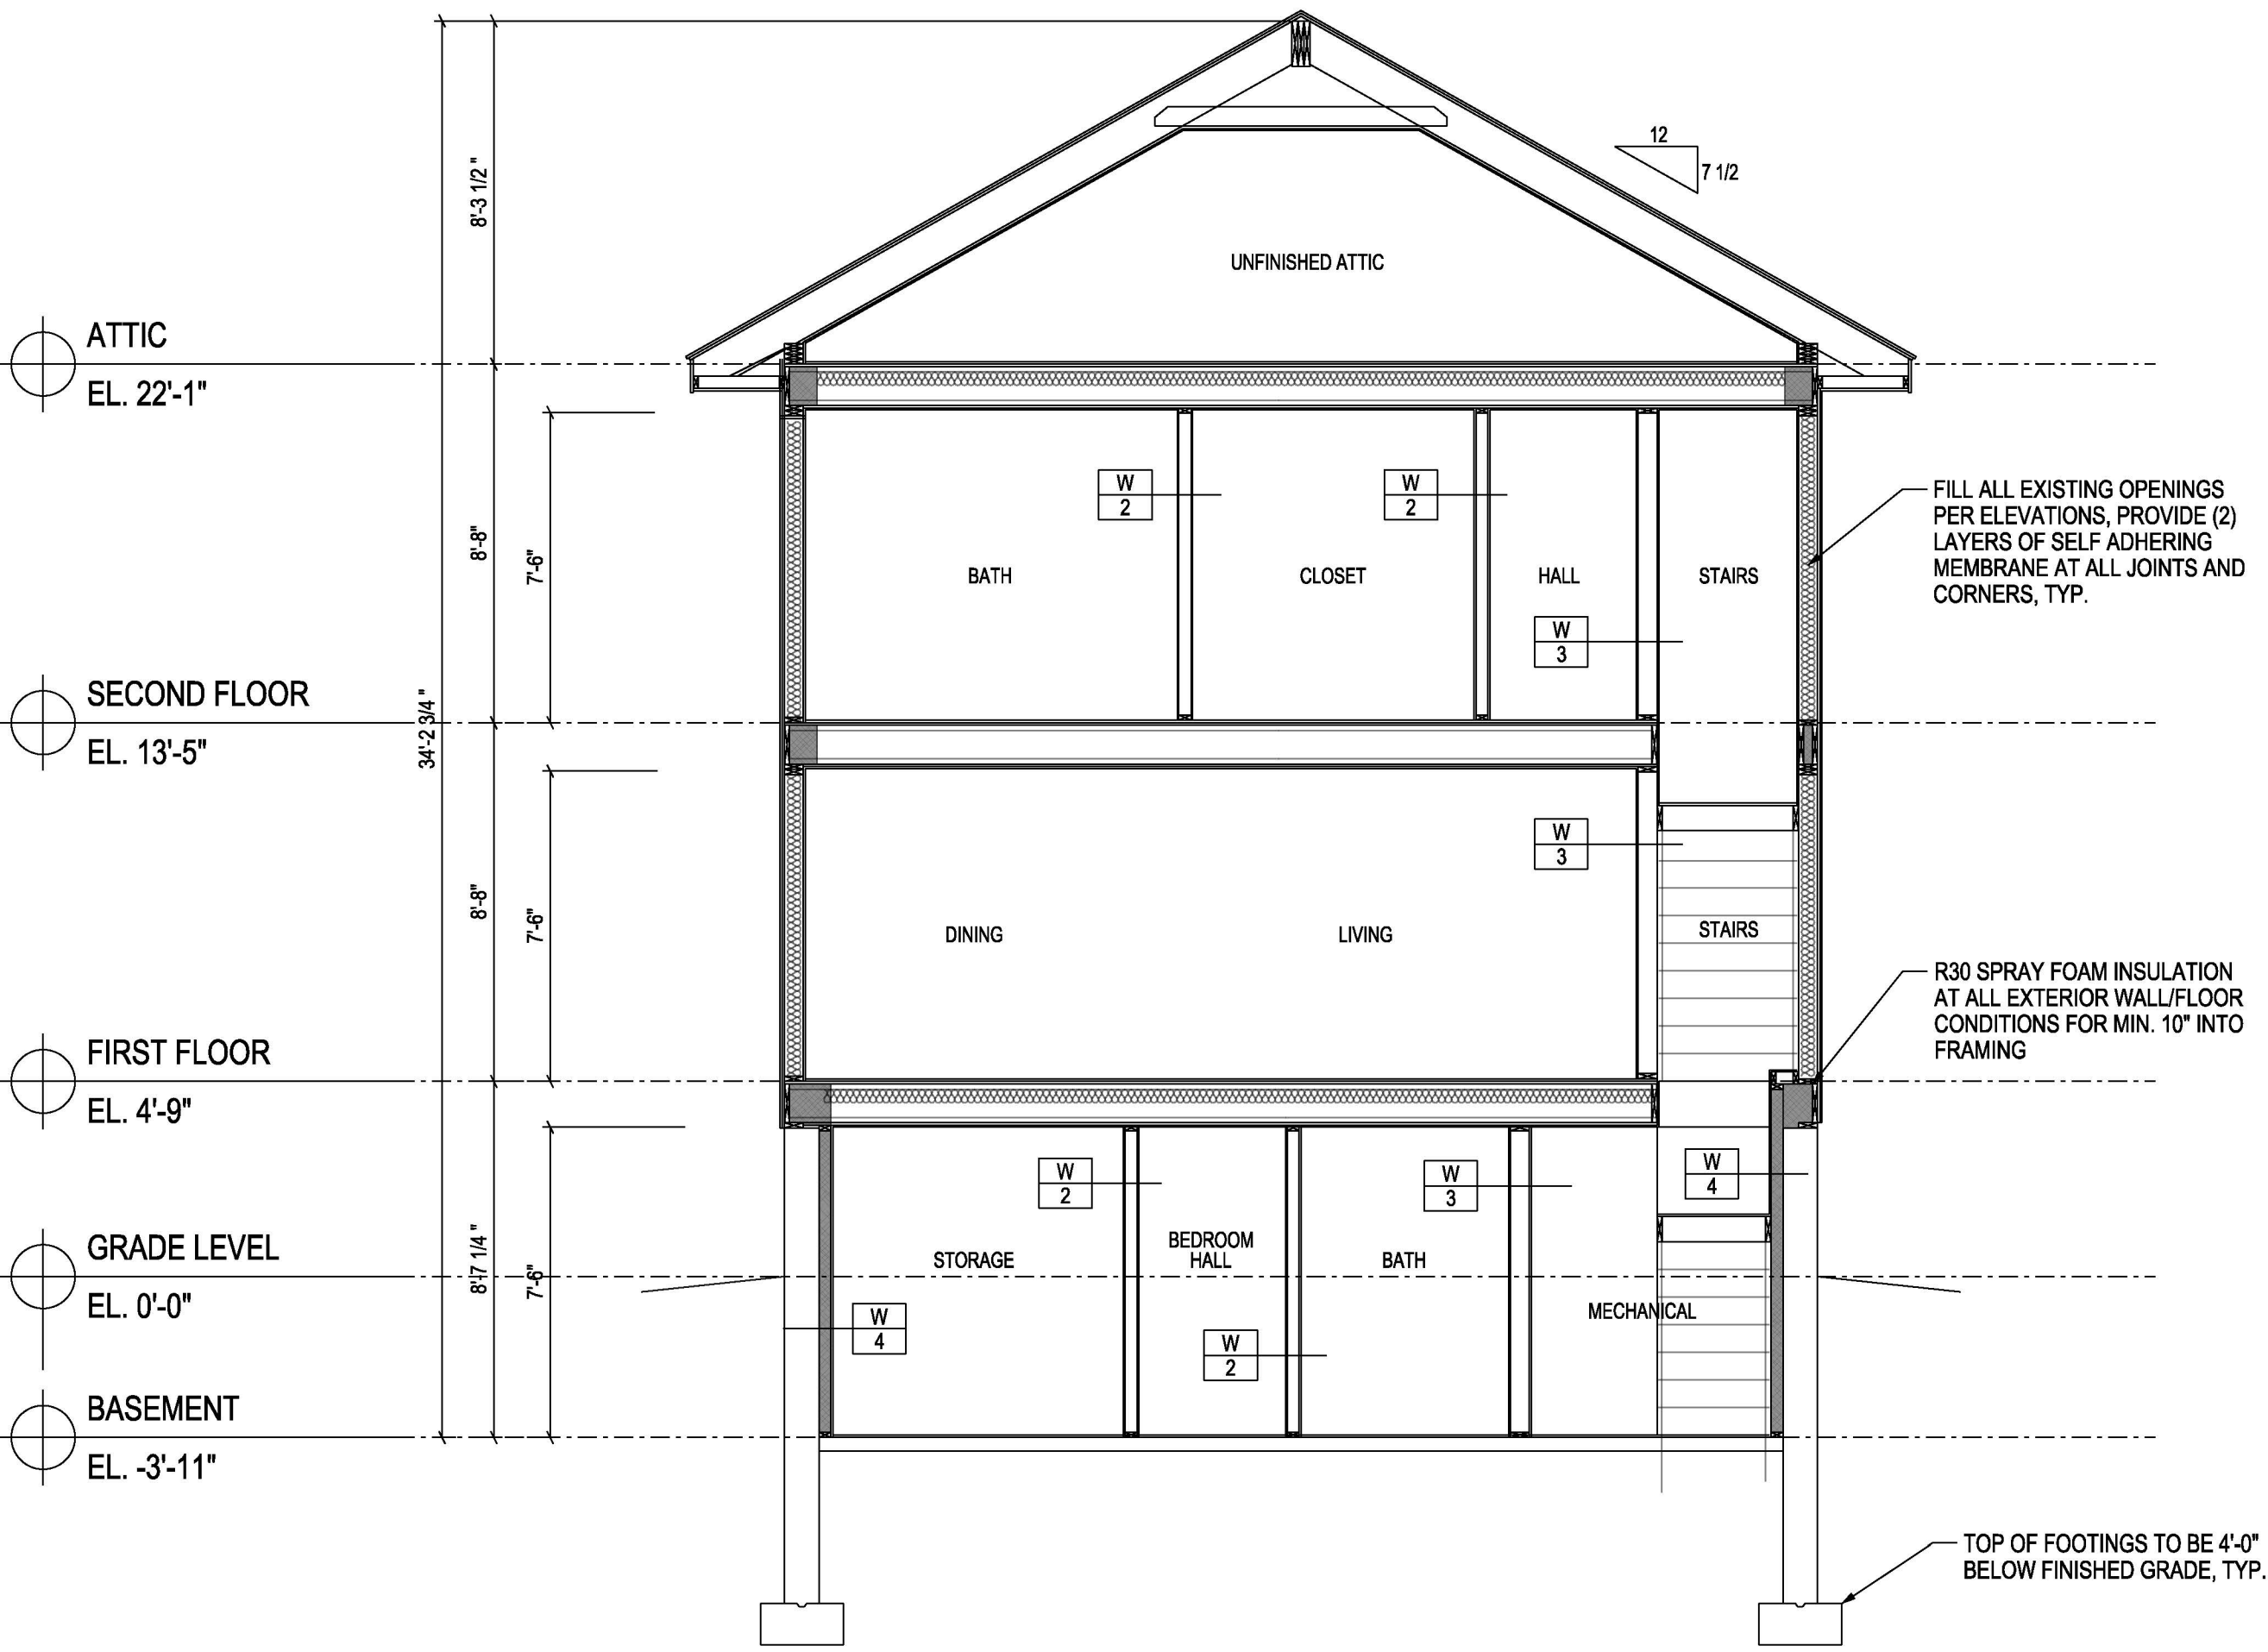 12
7 1/2
8'-3 1/2"
UNFINISHED ATTIC
ATTIC
EL. 22'-1"
W
2
W
2
FILL ALL EXISTING OPENINGS
PER ELEVATIONS, PROVIDE (2)
LAYERS OF SELF ADHERING
MEMBRANE AT ALL JOINTS AND
CORNERS, TYP.
8'-8"
7'-6"
BATH
CLOSET
HALL
STAIRS
W
3
SECOND FLOOR
EL. 13'-5"
34'-2 3/4"
W
3
8'-8"
7'-6"
DINING
LIVING
STAIRS
R30 SPRAY FOAM INSULATION
AT ALL EXTERIOR WALL/FLOOR
CONDITIONS FOR MIN. 10" INTO
FRAMING
FIRST FLOOR
EL. 4'-9"
W
2
W
3
W
4
8'-7 1/4"
7'-6"
STORAGE
BEDROOM
HALL
BATH
GRADE LEVEL
EL. 0'-0"
MECHANICAL
W
4
W
2
BASEMENT
EL. -3'-11"
TOP OF FOOTINGS TO BE 4'-0"
BELOW FINISHED GRADE, TYP.